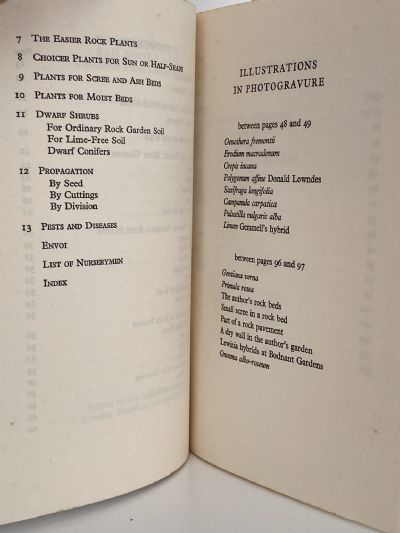 7 The Easier Rock Plants
8 Choicer Plants for Sun or Half-Shade
9 Plants for Scree and Ash Beds
10 Plants for Moist Beds
11 Dwarf Shrubs
For Ordinary Rock Garden Soil
For Lime-Free Soil
Dwarf Conifers
12 Propagation
By Seed
By Cuttings
By Division
13 Pests and Diseases
Envoi
List of Nurserymen
Index
ILLUSTRATIONS
IN PHOTOGRAVURE
between pages 48 and 49
Oenothera fremontii
Erodium macradenum
Crepis incana
Polygonum affine Donald Lowndes
Saxifraga longifolia
Campanula carpatica
Pulsatilla vulgaris alba
Linum Gemmell's hybrid
between pages 96 and 97
Gentiana verna
Primula rosea
The author's rock beds
Small scree in a rock bed
Part of a rock pavement
A dry wall in the author's garden
Lewisia hybrids at Bodnant Gardens
Onosma albo-roseum